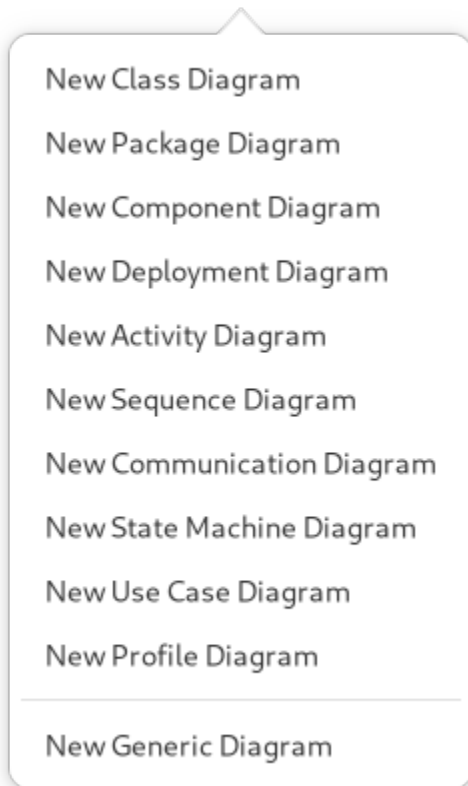 New Class Diagram
New Package Diagram
New Component Diagram
New Deployment Diagram
New Activity Diagram
New Sequence Diagram
New Communication Diagram
New State Machine Diagram
New Use Case Diagram
New Profile Diagram
New Generic Diagram